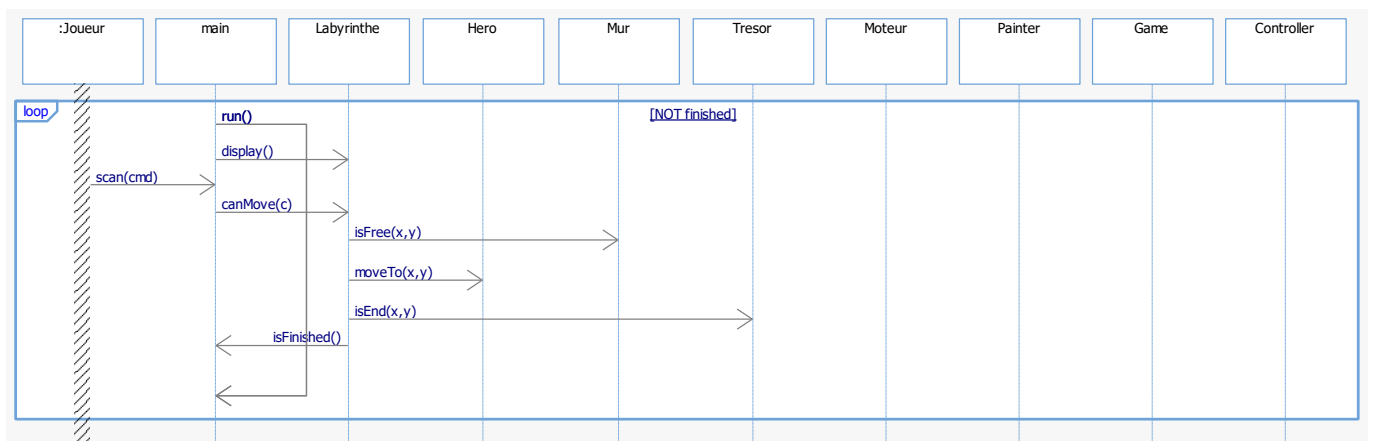 :Joueur main Labyrinthe Hero Mur Tresor Moteur Painter Game Controller
loop run() [NOT finished]
display()
scan(cmd)
canMove(c)
isFree(x,y)
moveTo(x,y)
isEnd(x,y)
isFinished()